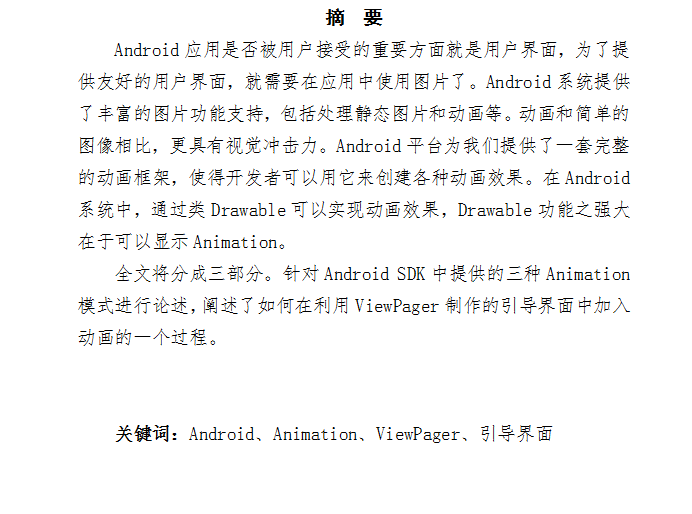 摘 要
Android 应用是否被用户接受的重要方面就是用户界面，为了提
供友好的用户界面，就需要在应用中使用图片了。Android 系统提供
了丰富的图片功能支持，包括处理静态图片和动画等。动画和简单的
图像相比，更具有视觉冲击力。Android 平台为我们提供了一套完整
的动画框架，使得开发者可以用它来创建各种动画效果。在 Android
系统中，通过类 Drawable 可以实现动画效果，Drawable 功能之强大
在于可以显示 Animation。
全文将分成三部分。针对 Android SDK 中提供的三种 Animation
模式进行论述,阐述了如何在利用 ViewPager 制作的引导界面中加入
动画的一个过程。
关键词：Android、Animation、ViewPager、引导界面